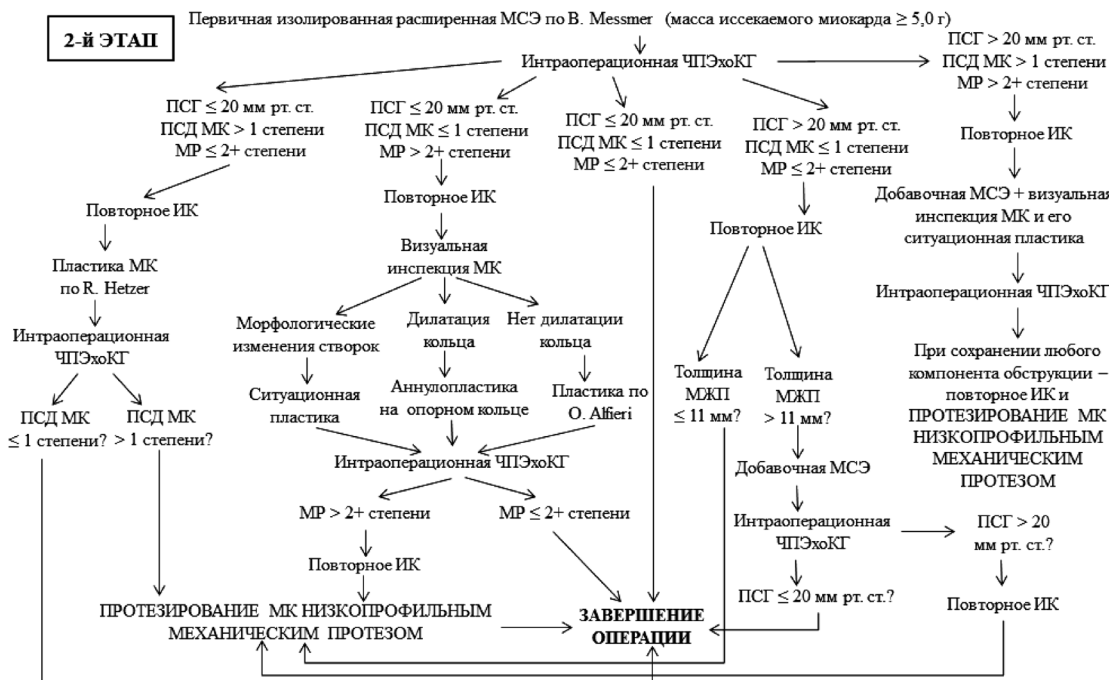 2-й ЭТАП
Первичная изолированная расширенная МСЭ по B. Messmer (масса иссекаемого миокарда ≥ 5,0 г)
Интраоперационная ЧПЭхоКГ
ПСГ ≤ 20 мм рт. ст.
ПСД МК > 1 степени
МР ≤ 2+ степени
Повторное ИК
Пластика МК
по R. Hetzer
Интраоперационная
ЧПЭхоКГ
ПСД МК
≤ 1 степени?
ПСД МК
> 1 степени?
ПСГ ≤ 20 мм рт. ст.
ПСД МК ≤ 1 степени
МР > 2+ степени
Повторное ИК
Визуальная
инспекция МК
Морфологические
изменения створок
Ситуационная
пластика
Дилатация
кольца
Аннулопластика
на опорном кольце
Нет дилатации
кольца
Пластика по
O. Alfieri
Интраоперационная ЧПЭхоКГ
МР > 2+ степени
МР ≤ 2+ степени
Повторное ИК
ПРОТЕЗИРОВАНИЕ МК НИЗКОПРОФИЛЬНЫМ
МЕХАНИЧЕСКИМ ПРОТЕЗОМ
ПСГ ≤ 20 мм рт. ст.
ПСД МК ≤ 1 степени
МР ≤ 2+ степени
ЗАВЕРШЕНИЕ
ОПЕРАЦИИ
ПСГ > 20 мм рт. ст.
ПСД МК ≤ 1 степени
МР ≤ 2+ степени
Повторное ИК
Толщина
МЖП
≤ 11 мм?
Толщина
МЖП
> 11 мм?
Добавочная МСЭ
Интраоперационная
ЧПЭхоКГ
ПСГ ≤ 20 мм рт. ст.?
ПСГ > 20
мм рт. ст.?
Повторное ИК
ПСГ > 20 мм рт. ст.
ПСД МК > 1 степени
МР > 2+ степени
Повторное ИК
Добавочная МСЭ + визуальная
инспекция МК и его
ситуационная пластика
Интраоперационная ЧПЭхоКГ
При сохранении любого
компонента обструкции –
повторное ИК и
ПРОТЕЗИРОВАНИЕ МК
НИЗКОПРОФИЛЬНЫМ
МЕХАНИЧЕСКИМ
ПРОТЕЗОМ